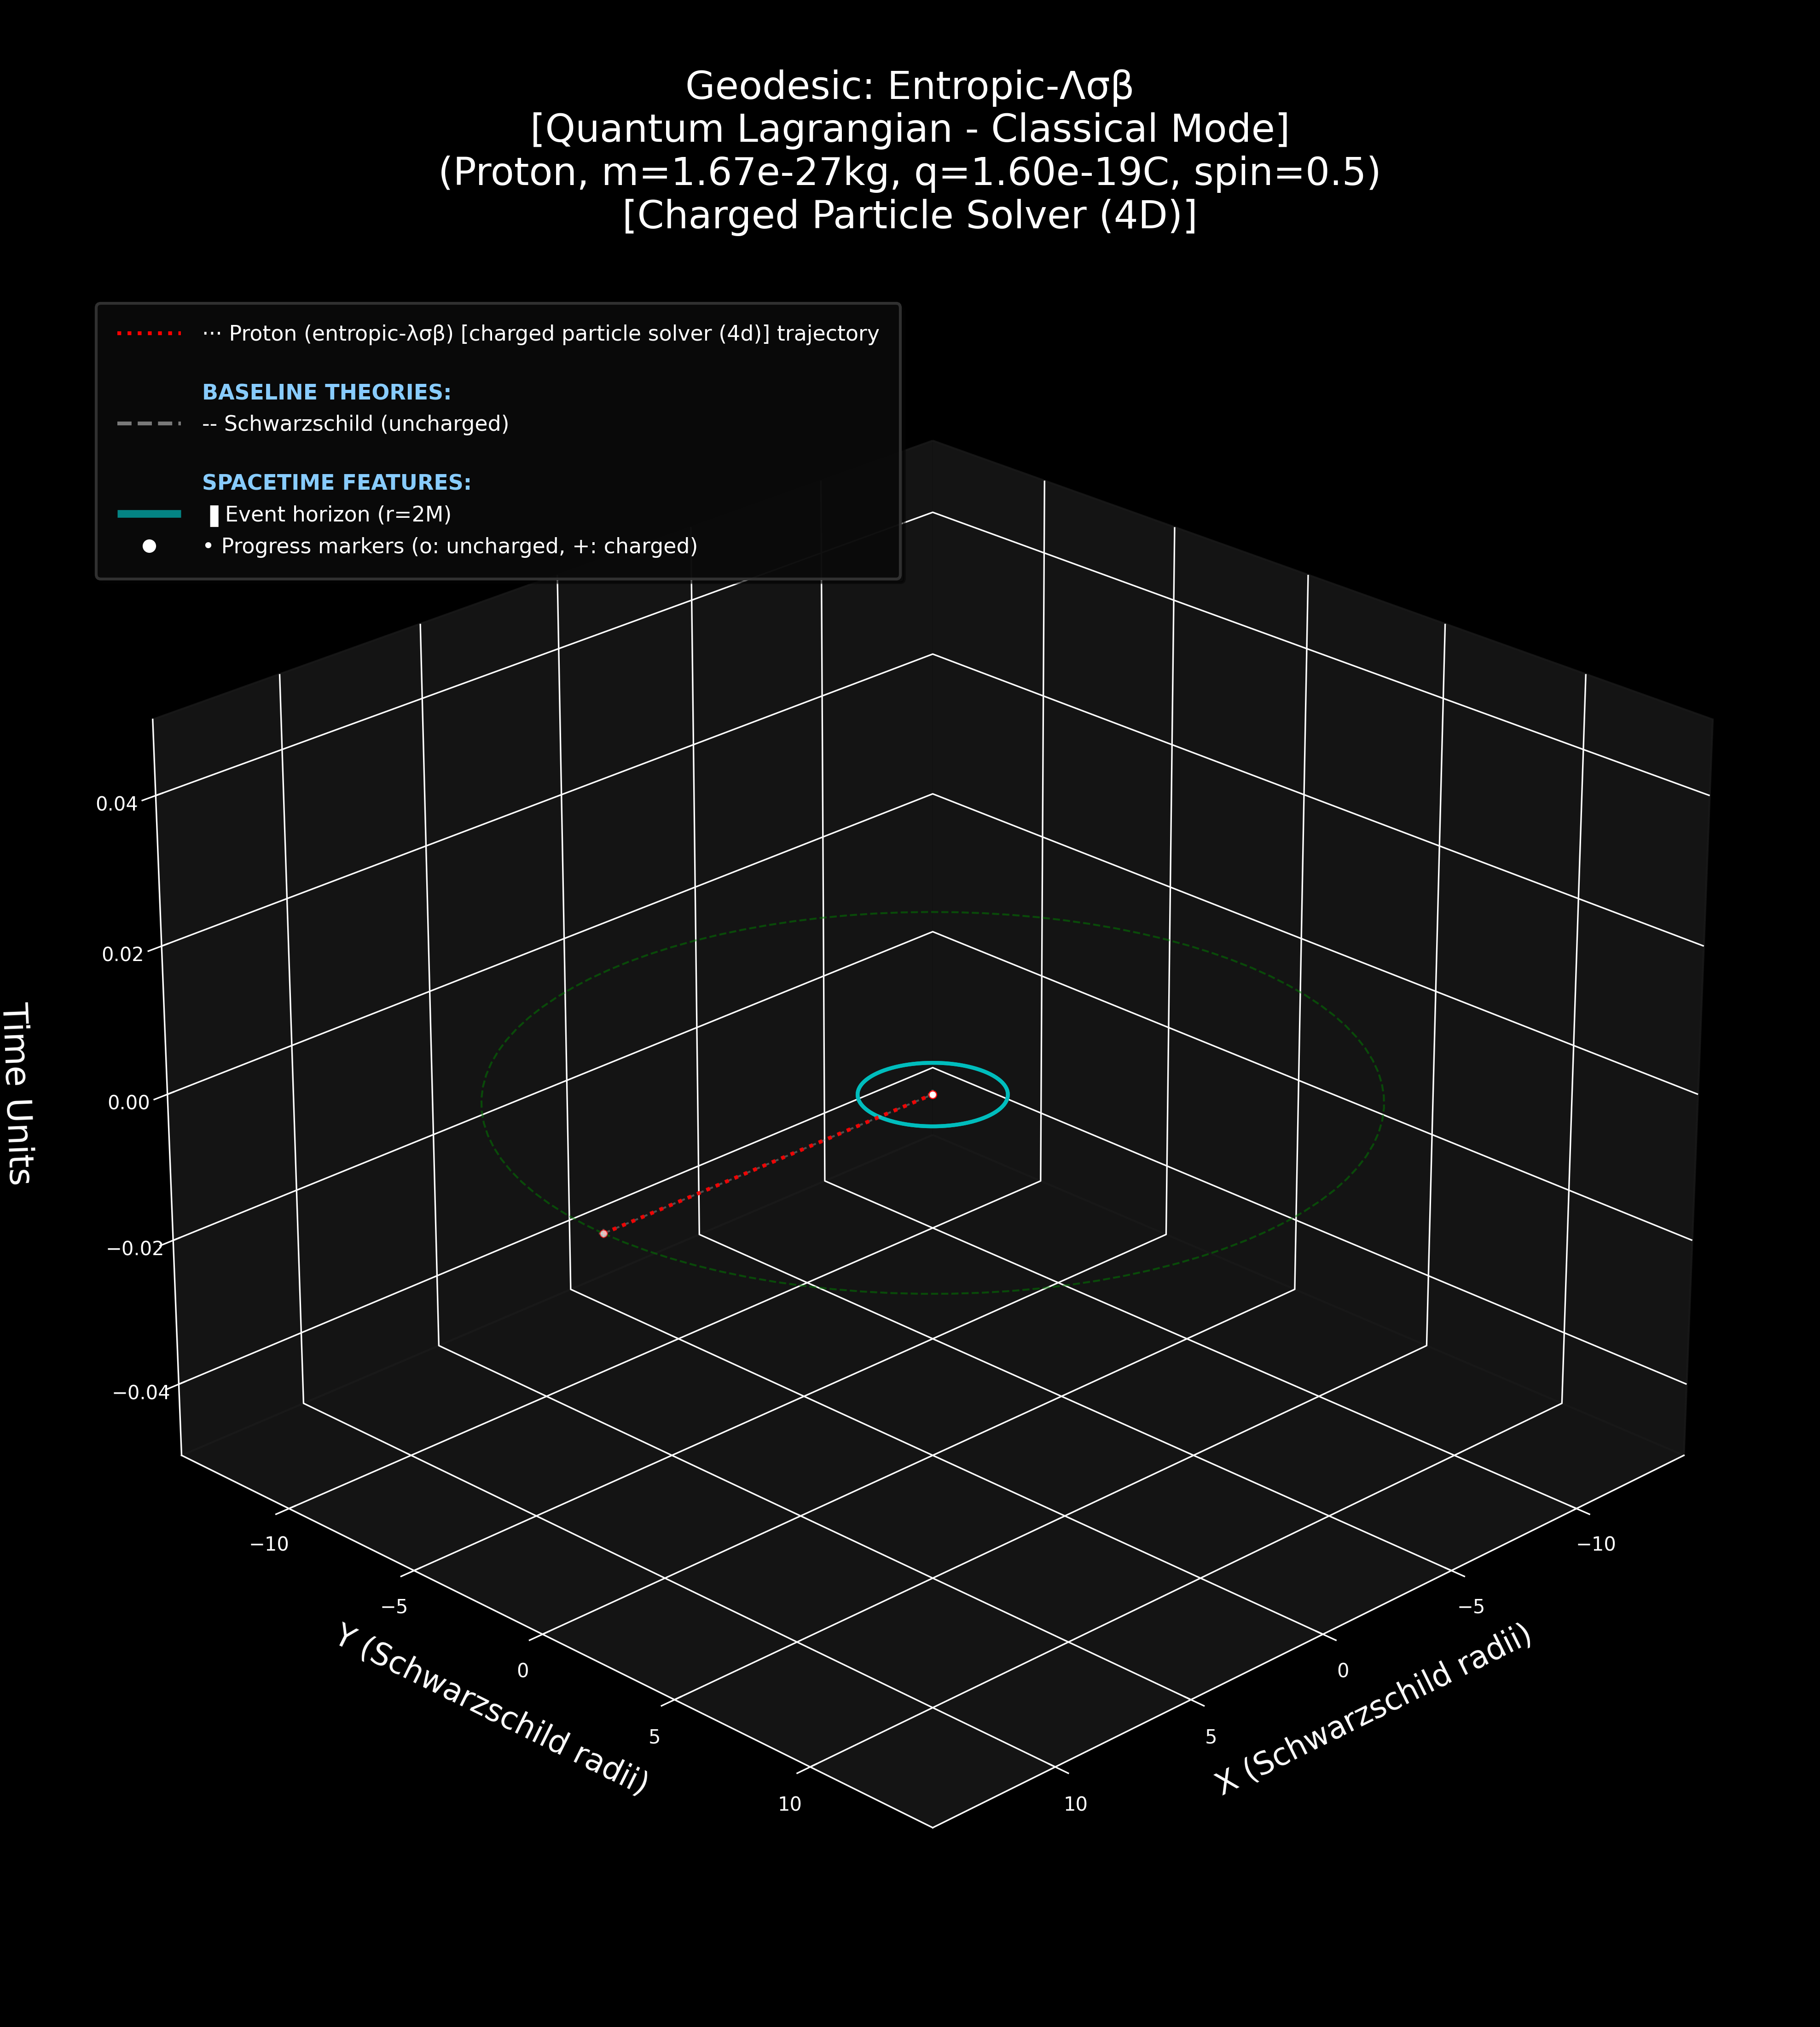 Geodesic: Entropic-Λσβ
[Quantum Lagrangian - Classical Mode]
(Proton, m=1.67e-27kg, q=1.60e-19C, spin=0.5)
[Charged Particle Solver (4D)]
··· Proton (entropic-λσβ) [charged particle solver (4d)] trajectory
BASELINE THEORIES:
-- Schwarzschild (uncharged)
SPACETIME FEATURES:
▐ Event horizon (r=2M)
• Progress markers (o: uncharged, +: charged)
0.04
0.02
0.00
−0.02
−0.04
Time Units
−10
−5
0
5
10
Y (Schwarzschild radii)
−10
−5
0
5
10
X (Schwarzschild radii)